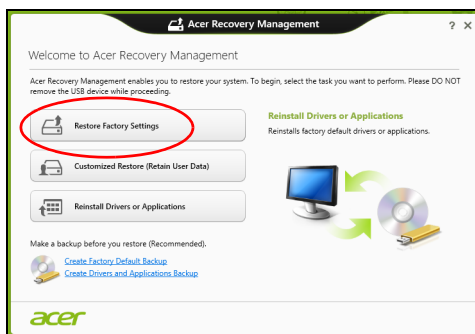 Acer Recovery Management
? X
Welcome to Acer Recovery Management
Acer Recovery Management enables you to restore your system. To begin, select the task you want to perform. Please DO NOT
remove the USB device while proceeding.
Restore Factory Settings
Customized Restore (Retain User Data)
Reinstall Drivers or Applications
Reinstall Drivers or Applications
Reinstalls factory default drivers or applications.
Make a backup before you restore (Recommended).
Create Factory Default Backup
Create Drivers and Applications Backup
acer